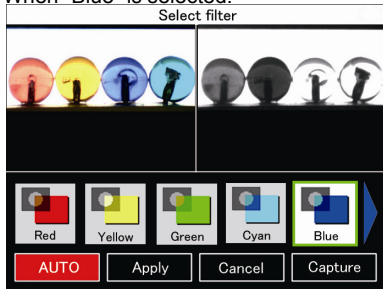 When "Blue" is selected.
Select filter
Red
Yellow
Green
Cyan
Blue
AUTO
Apply
Cancel
Capture